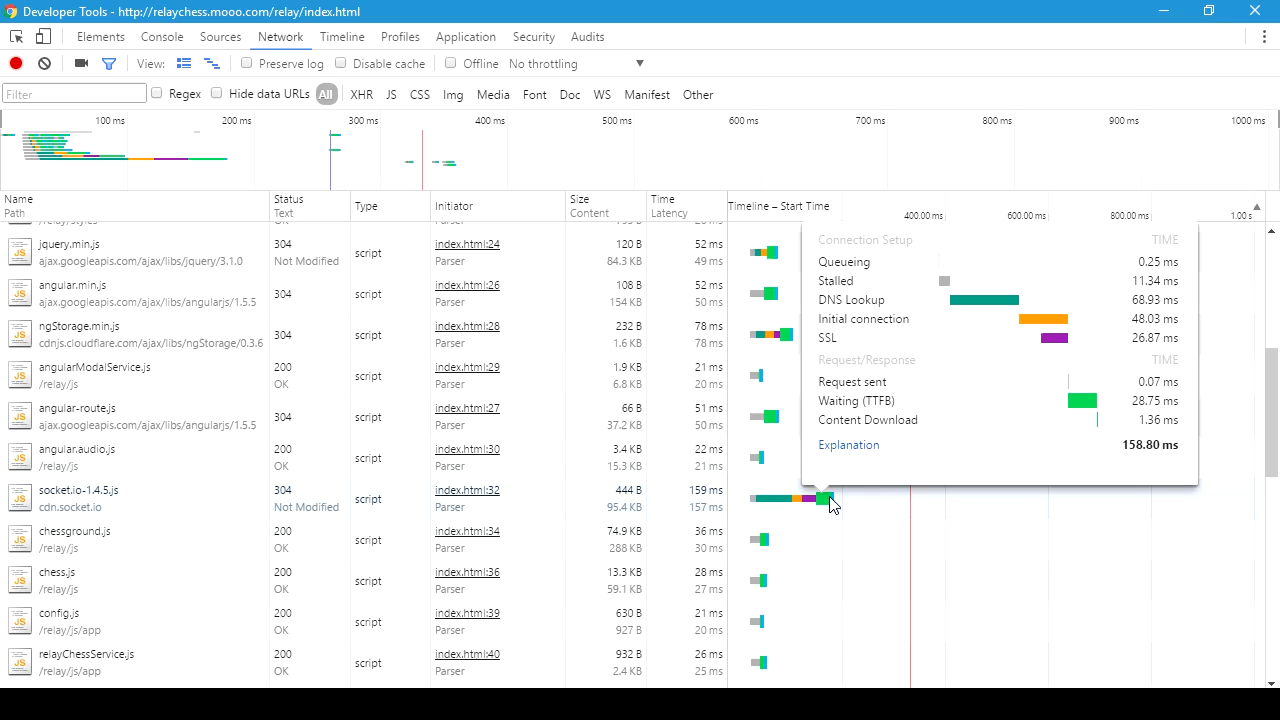 Developer Tools - http://relaychess.mooo.com/relay/index.html
Elements Console Sources Network Timeline Profiles Application Security Audits
View: Preserve log Disable cache Offline No throttling
Filter Regex Hide data URLs All XHR JS CSS Img Media Font Doc WS Manifest Other
100 ms 200 ms 300 ms 400 ms 500 ms 600 ms 700 ms 800 ms 900 ms 1000 ms
Name Status Type Initiator Size Time Timeline – Start Time
Path Text Content Latency 400.00 ms 600.00 ms 800.00 ms 1.00 s
jquery.min.js 304 script index.html:24 120 B 52 ms
ajax.googleapis.com/ajax/libs/jquery/3.1.0 Not Modified Parser 84.3 KB 49 ms
angular.min.js 304 script index.html:26 108 B 52 ms
ajax.googleapis.com/ajax/libs/angularjs/1.5.5 Parser 154 KB 50 ms
ngStorage.min.js 304 script index.html:28 232 B 78 ms
cdnjs.cloudflare.com/ajax/libs/ngStorage/0.3.6 Parser 1.6 KB 78 ms
angularModalService.js 200 script index.html:29 1.9 KB 21 ms
/relay/js OK Parser 6.8 KB 20 ms
angular-route.js 304 script index.html:27 66 B 51 ms
ajax.googleapis.com/ajax/libs/angularjs/1.5.5 Parser 37.2 KB 50 ms
angular.audio.js 200 script index.html:30 3.4 KB 22 ms
/relay/js OK Parser 15.3 KB 21 ms
socket.io-1.4.5.js 304 script index.html:32 444 B 159 ms
cdn.socket.io Not Modified Parser 95.4 KB 157 ms
chessground.js 200 script index.html:34 74.9 KB 36 ms
/relay/js OK Parser 288 KB 30 ms
chess.js 200 script index.html:36 13.3 KB 28 ms
/relay/js OK Parser 59.1 KB 27 ms
config.js 200 script index.html:39 630 B 21 ms
/relay/js/app OK Parser 927 B 20 ms
relayChessService.js 200 script index.html:40 932 B 26 ms
/relay/js/app OK Parser 2.4 KB 25 ms
Connection Setup TIME
Queueing 0.25 ms
Stalled 11.34 ms
DNS Lookup 68.93 ms
Initial connection 48.03 ms
SSL 26.87 ms
Request/Response TIME
Request sent 0.07 ms
Waiting (TTFB) 28.75 ms
Content Download 1.36 ms
Explanation 158.80 ms